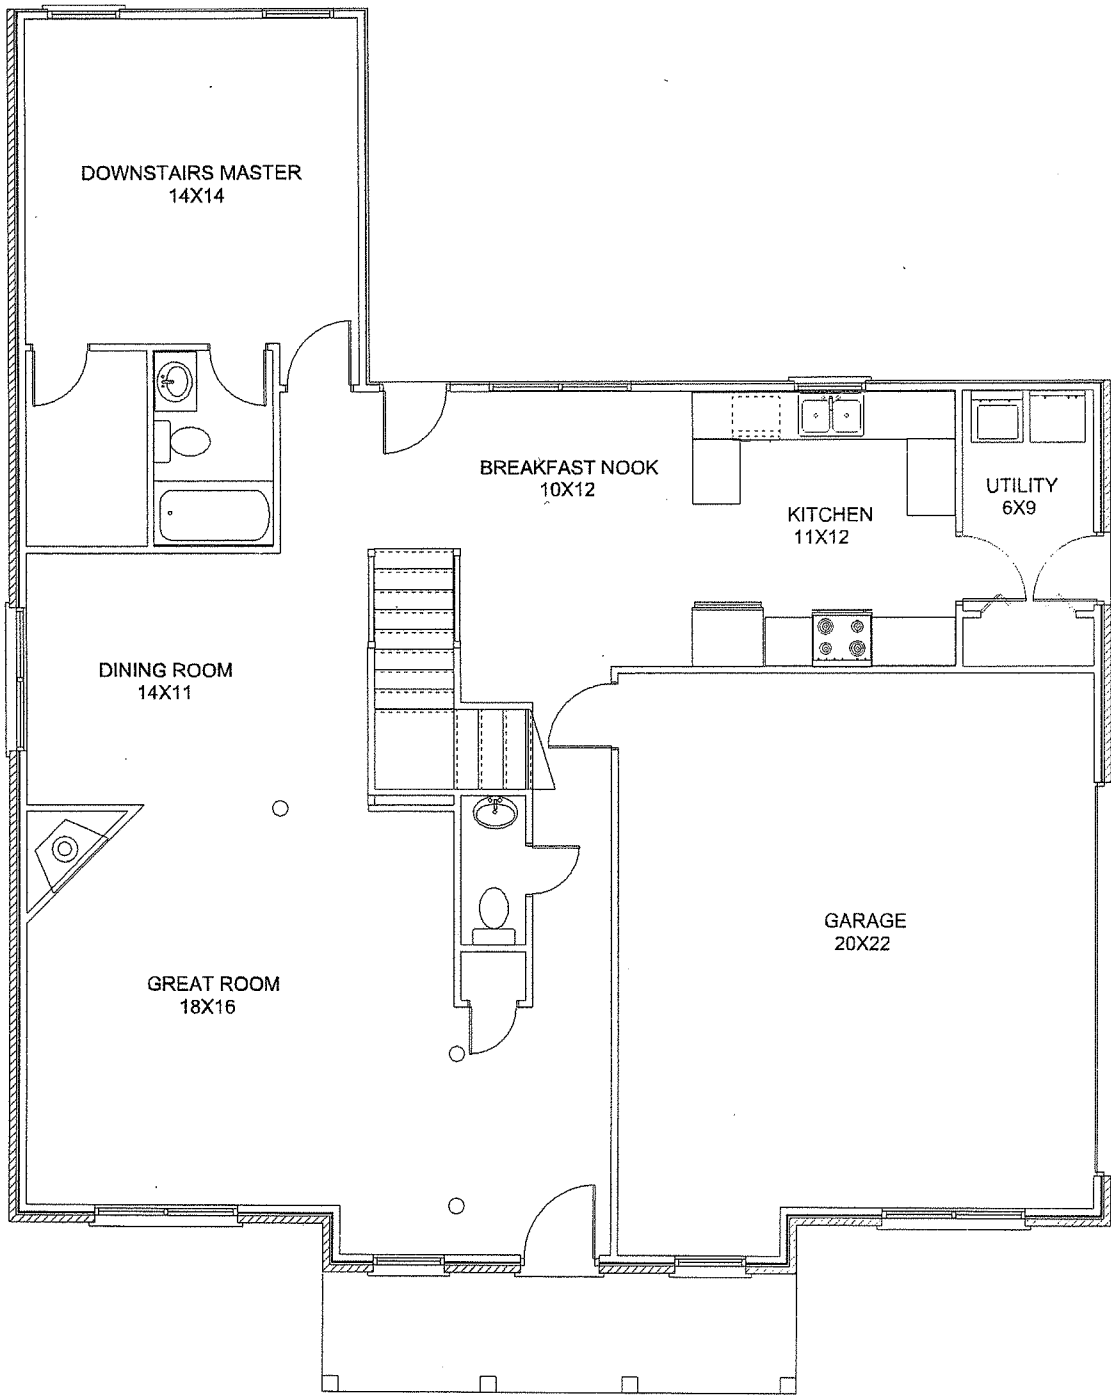 DOWNSTAIRS MASTER
14X14
BREAKFAST NOOK
10X12
UTILITY
6X9
KITCHEN
11X12
DINING ROOM
14X11
GARAGE
20X22
GREAT ROOM
18X16